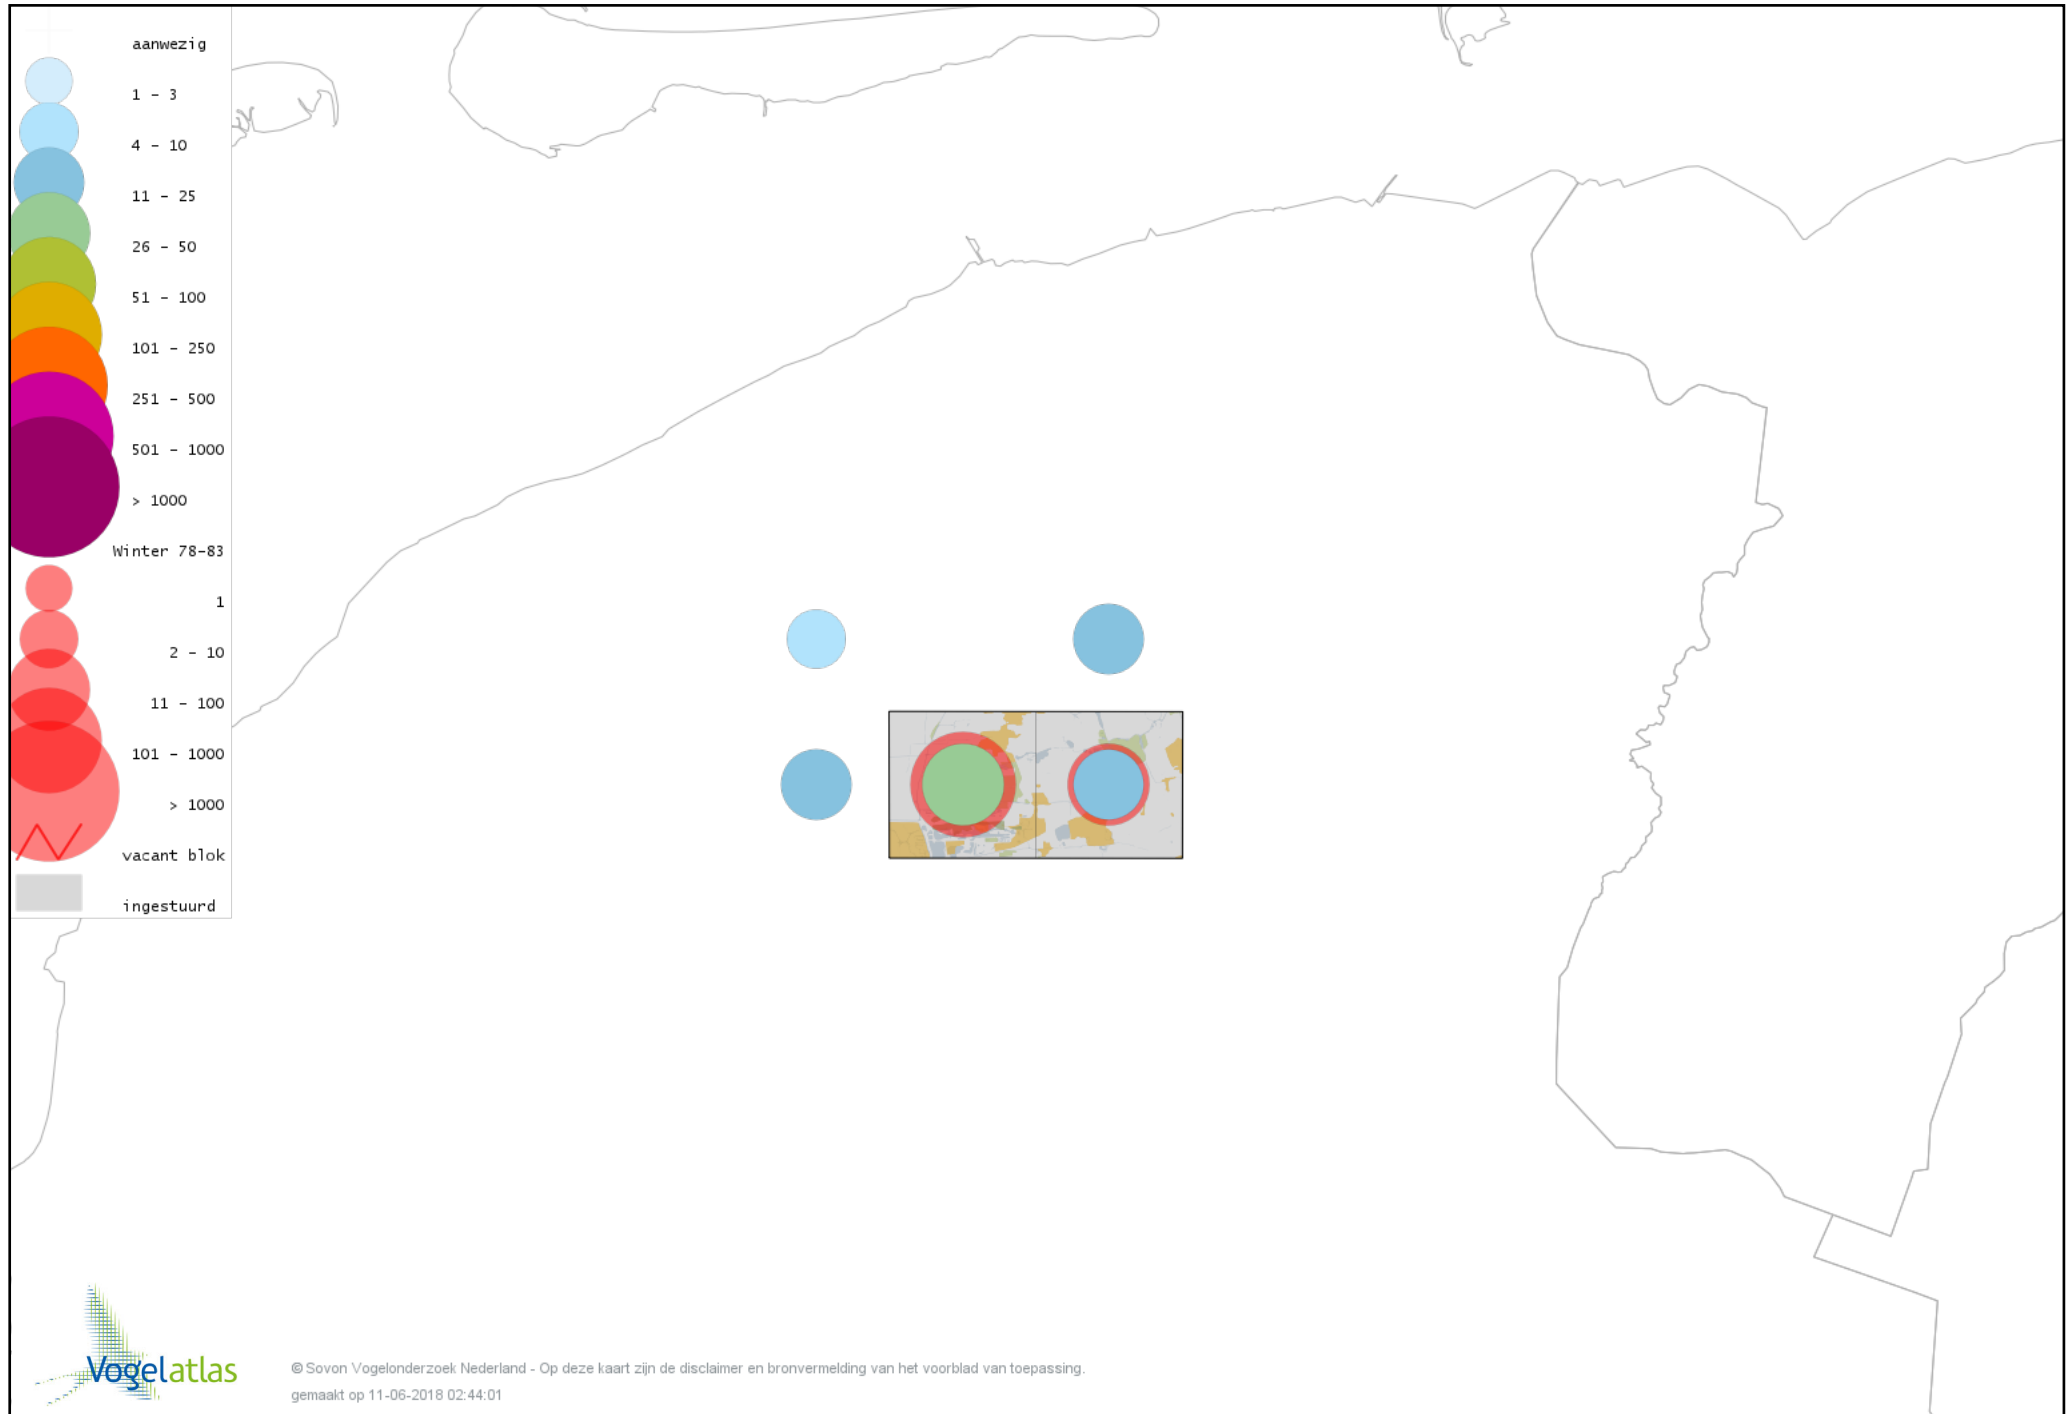 aanwezig
1 - 3
4 - 10
11 - 25
26 - 50
51 - 100
101 - 250
251 - 500
501 - 1000
> 1000
Winter 78-83
1
2 - 10
11 - 100
101 - 1000
> 1000
vacant blok
ingestuurd
Vogelatlas
© Sovon Vogelonderzoek Nederland - Op deze kaart zijn de disclaimer en bronvermelding van het voorblad van toepassing.
gemaakt op 11-06-2018 02:44:01